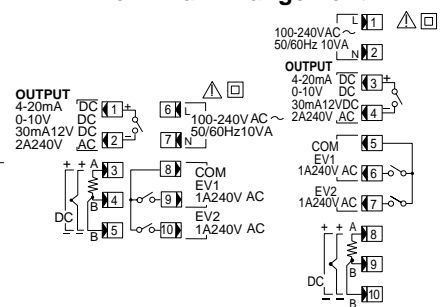 100-240VAC
50/60Hz 10VA
L
1
N
2
OUTPUT
4-20mA DC
0-10V DC
30mA12VDC
2A240V AC
3
4
COM
EV1
1A240V AC
EV2
1A240V AC
5
6
7
+ + A
DC
B
B
8
9
10
OUTPUT
4-20mA DC
0-10V DC
30mA12V DC
2A240V AC
1
2
6 L
7 N
100-240V AC
50/60Hz10VA
+ + A
DC
B
B
3
4
5
8
9
10
COM
EV1
1A240V AC
EV2
1A240V AC